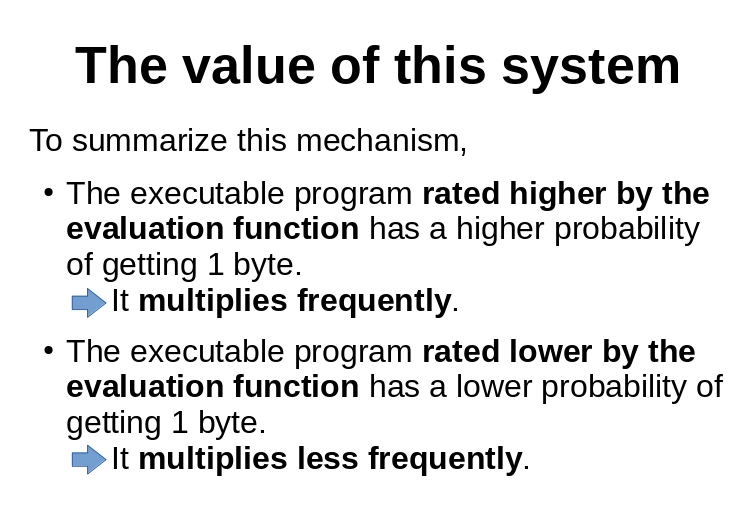 The value of this system
To summarize this mechanism,
• The executable program rated higher by the
evaluation function has a higher probability
of getting 1 byte.
It multiplies frequently.
• The executable program rated lower by the
evaluation function has a lower probability of
getting 1 byte.
It multiplies less frequently.